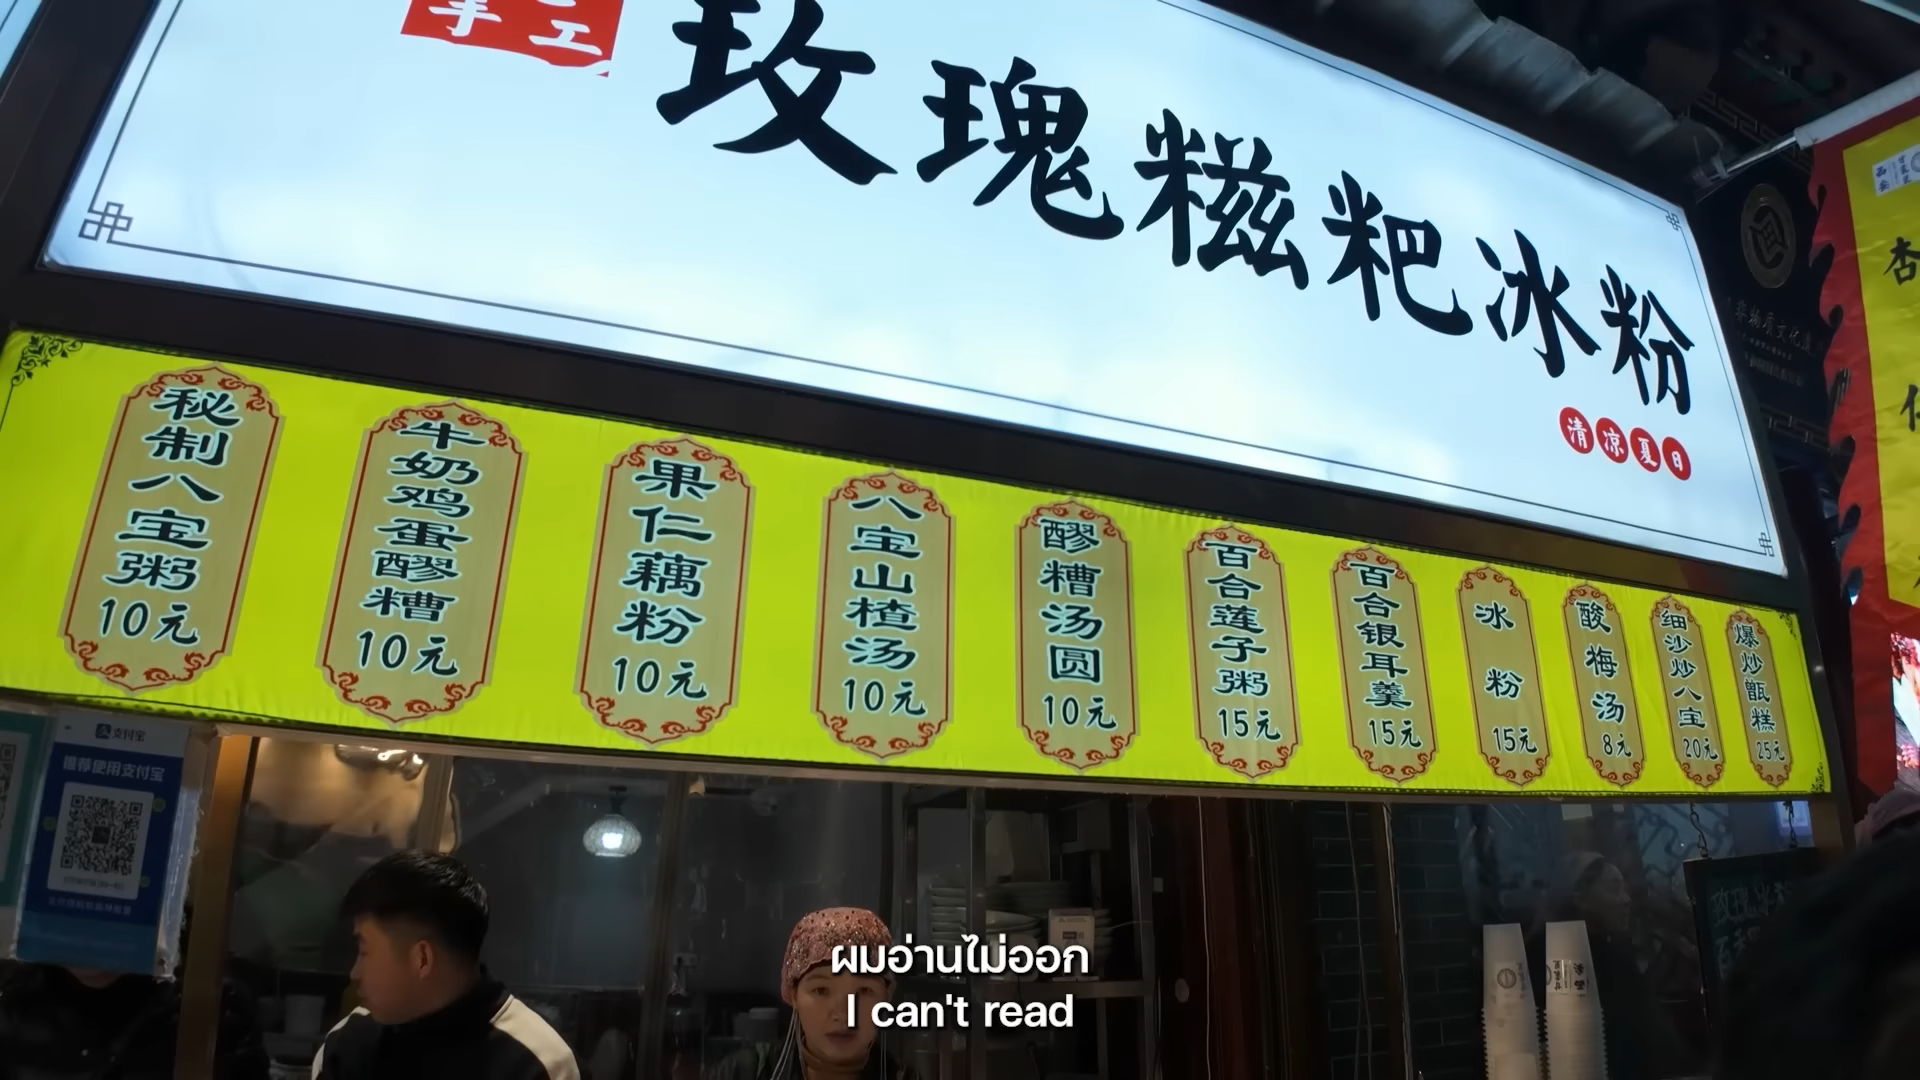 手工
玫瑰糍粑冰粉
清凉夏日
秘制八宝粥
10元
牛奶鸡蛋醪糟
10元
果仁藕粉
10元
八宝山楂汤
10元
醪糟汤圆
10元
百合莲子粥
15元
百合银耳羹
15元
冰粉
15元
酸梅汤
8元
细沙炒八宝
20元
爆炒甑糕
25元
支付宝
推荐使用支付宝
ผมอ่านไม่ออก
I can't read